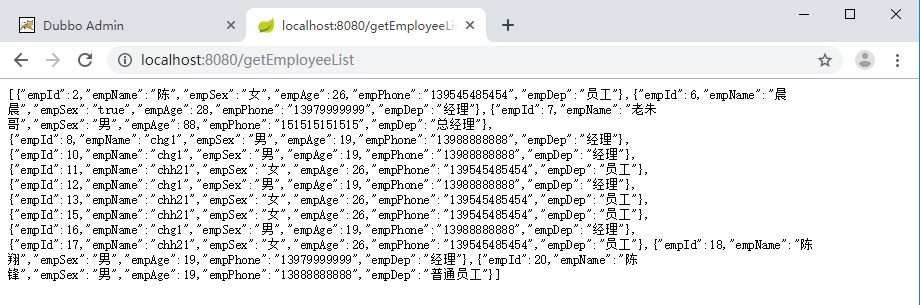 Dubbo Admin
localhost:8080/getEmployeeLis
localhost:8080/getEmployeeList
[{"empId":2,"empName":"陈","empSex":"女","empAge":26,"empPhone":"139545485454","empDep":"员工"},{"empId":6,"empName":"晨
晨","empSex":"true","empAge":28,"empPhone":"13979999999","empDep":"经理"},{"empId":7,"empName":"老朱
哥","empSex":"男","empAge":88,"empPhone":"151515151515","empDep":"总经理"},
{"empId":8,"empName":"chg1","empSex":"男","empAge":19,"empPhone":"13988888888","empDep":"经理"},
{"empId":10,"empName":"chg1","empSex":"男","empAge":19,"empPhone":"13988888888","empDep":"经理"},
{"empId":11,"empName":"chh21","empSex":"女","empAge":26,"empPhone":"139545485454","empDep":"员工"},
{"empId":12,"empName":"chg1","empSex":"男","empAge":19,"empPhone":"13988888888","empDep":"经理"},
{"empId":13,"empName":"chh21","empSex":"女","empAge":26,"empPhone":"139545485454","empDep":"员工"},
{"empId":15,"empName":"chh21","empSex":"女","empAge":26,"empPhone":"139545485454","empDep":"员工"},
{"empId":16,"empName":"chg1","empSex":"男","empAge":19,"empPhone":"13988888888","empDep":"经理"},
{"empId":17,"empName":"chh21","empSex":"女","empAge":26,"empPhone":"139545485454","empDep":"员工"},{"empId":18,"empName":"陈
翔","empSex":"男","empAge":19,"empPhone":"13979999999","empDep":"经理"},{"empId":20,"empName":"陈
锋","empSex":"男","empAge":19,"empPhone":"13888888888","empDep":"普通员工"}]